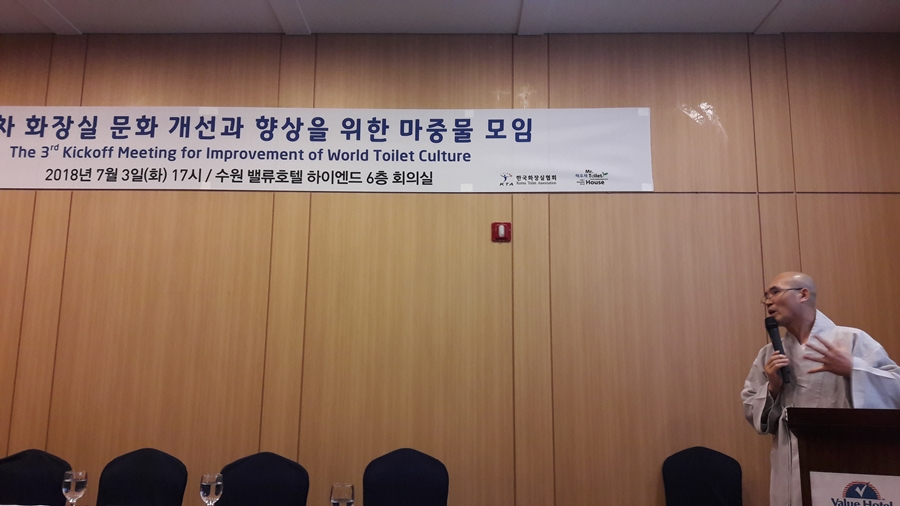 차 화장실 문화 개선과 향상을 위한 마중물 모임
The 3rd Kickoff Meeting for Improvement of World Toilet Culture
2018년 7월 3일(화) 17시 / 수원 밸류호텔 하이엔드 6층 회의실
KTA 한국화장실협회
Korea Toilet Association
Mr.
Toilet
House
Value Hotel